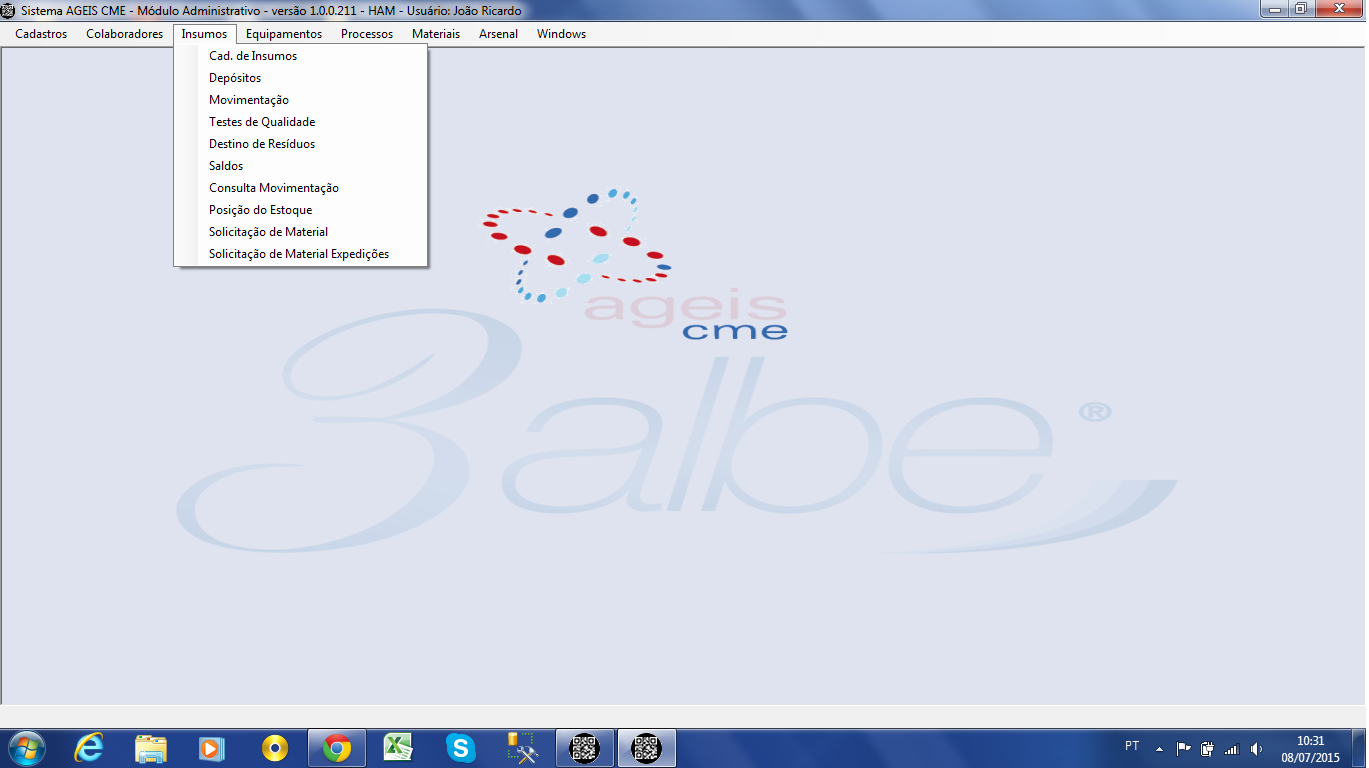 Sistema AGEIS CME - Módulo Administrativo - versão 1.0.0.211 - HAM - Usuário: João Ricardo
Cadastros Colaboradores Insumos Equipamentos Processos Materiais Arsenal Windows
Cad. de Insumos
Depósitos
Movimentação
Testes de Qualidade
Destino de Resíduos
Saldos
Consulta Movimentação
Posição do Estoque
Solicitação de Material
Solicitação de Material Expedições
ageis
cme
3albe ®
PT
10:31
08/07/2015